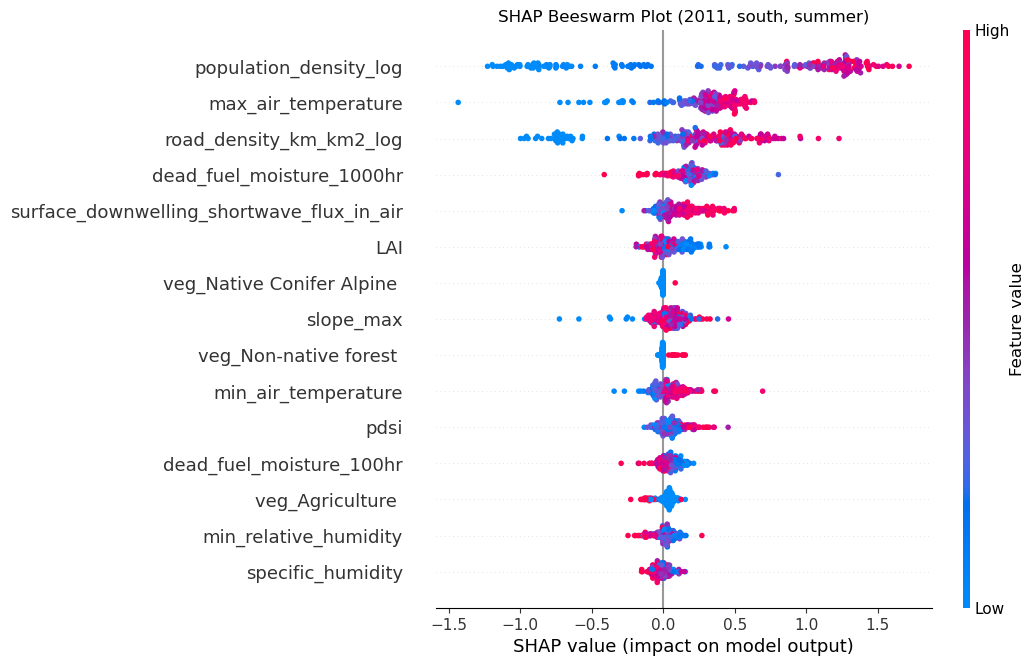 SHAP Beeswarm Plot (2011, south, summer)
High
population_density_log
max_air_temperature
road_density_km_km2_log
dead_fuel_moisture_1000hr
surface_downwelling_shortwave_flux_in_air
LAI
veg_Native Conifer Alpine
slope_max
veg_Non-native forest
min_air_temperature
pdsi
dead_fuel_moisture_100hr
veg_Agriculture
min_relative_humidity
specific_humidity
Feature value
Low
−1.5 −1.0 −0.5 0.0 0.5 1.0 1.5
SHAP value (impact on model output)